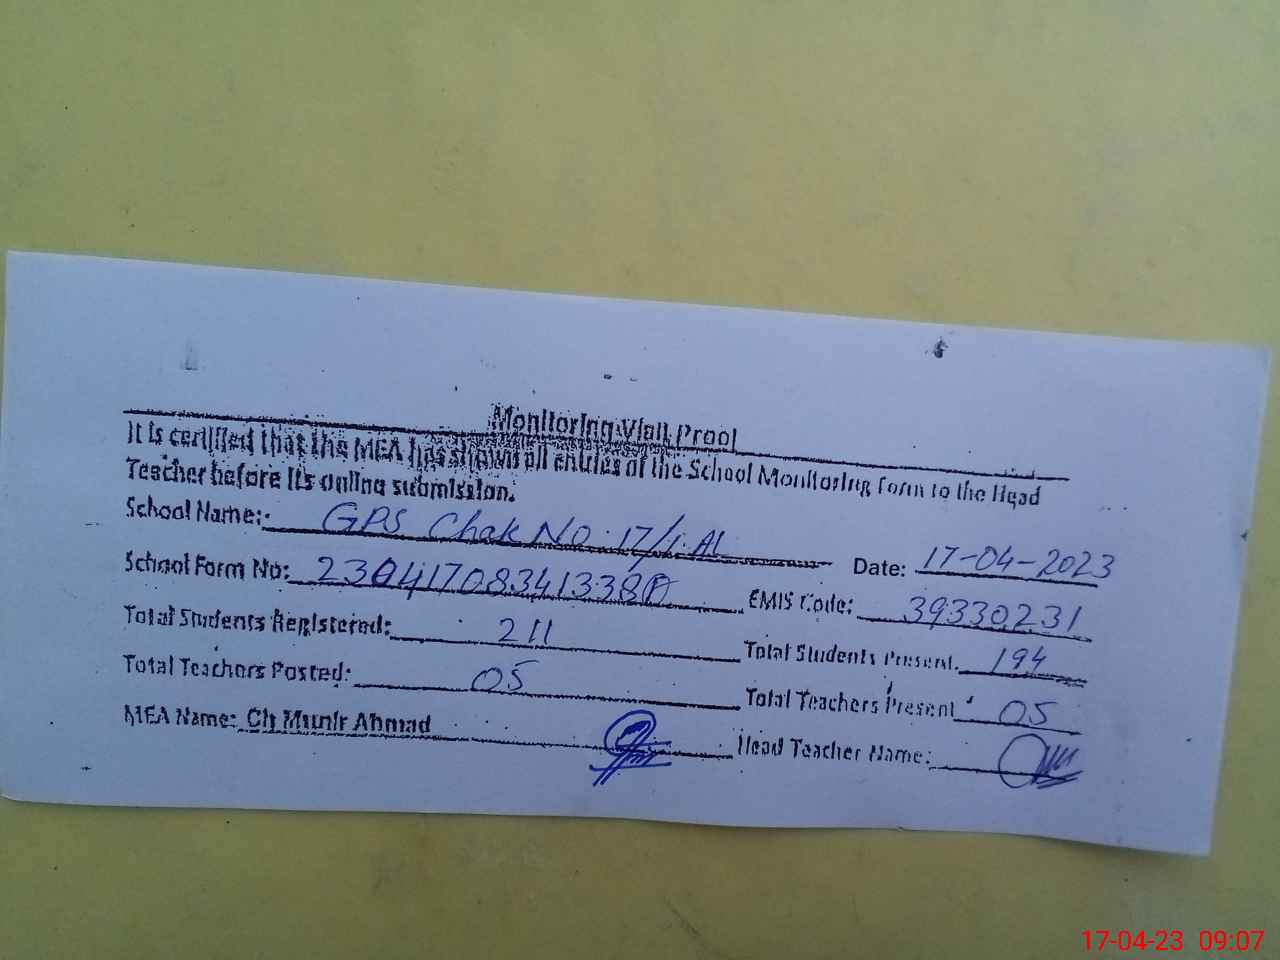 Monitoring Visit Proof
It is certified that the MEA has shown all entries of the School Monitoring Form to the Head
Teacher before its online submission.
School Name: GPS Chak No. 17/1.AL Date: 17-04-2023
School Form No: EMIS Code: 39330231
Total Students Registered: 211 Total Students Present. 194
Total Teachers Posted: 05 Total Teachers Present 05
MEA Name: Ch Munir Ahmad Head Teacher Name:
17-04-23 09:07